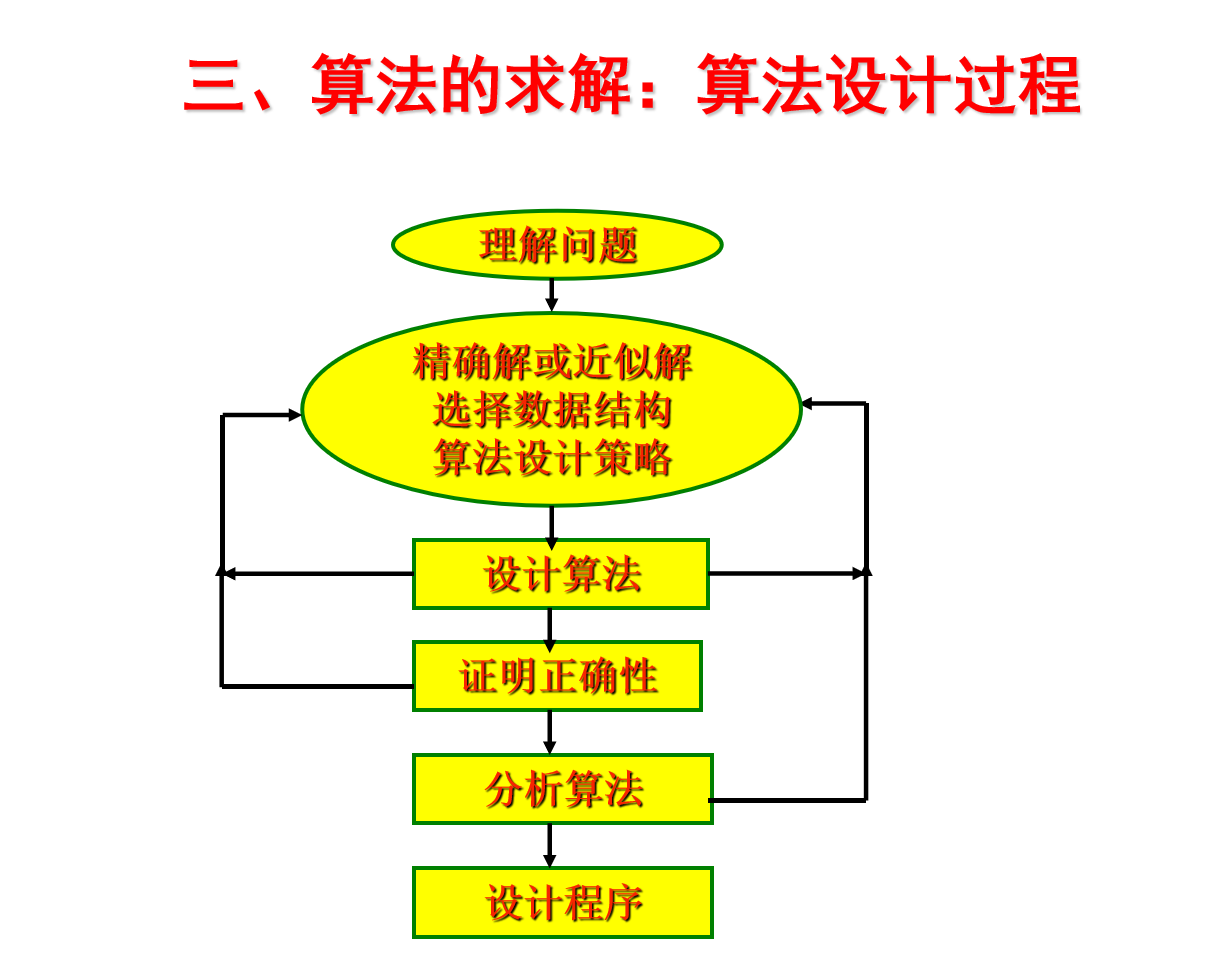 三、算法的求解：算法设计过程
理解问题
精确解或近似解
选择数据结构
算法设计策略
设计算法
证明正确性
分析算法
设计程序